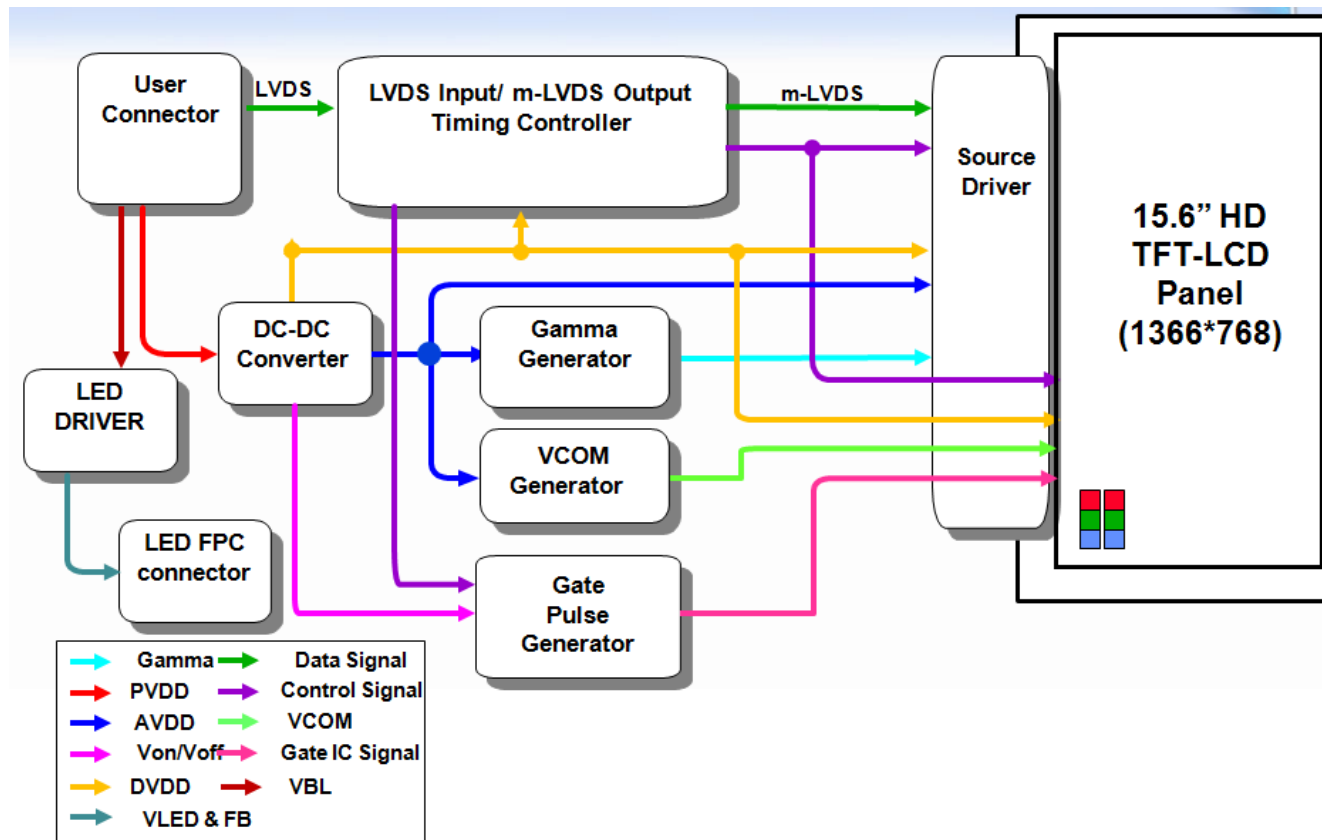 User
Connector
LVDS
LVDS Input/ m-LVDS Output
Timing Controller
m-LVDS
Source
Driver
15.6” HD
TFT-LCD
Panel
(1366*768)
DC-DC
Converter
Gamma
Generator
LED
DRIVER
VCOM
Generator
LED FPC
connector
Gate
Pulse
Generator
Gamma
Data Signal
PVDD
Control Signal
AVDD
VCOM
Von/Voff
Gate IC Signal
DVDD
VBL
VLED & FB